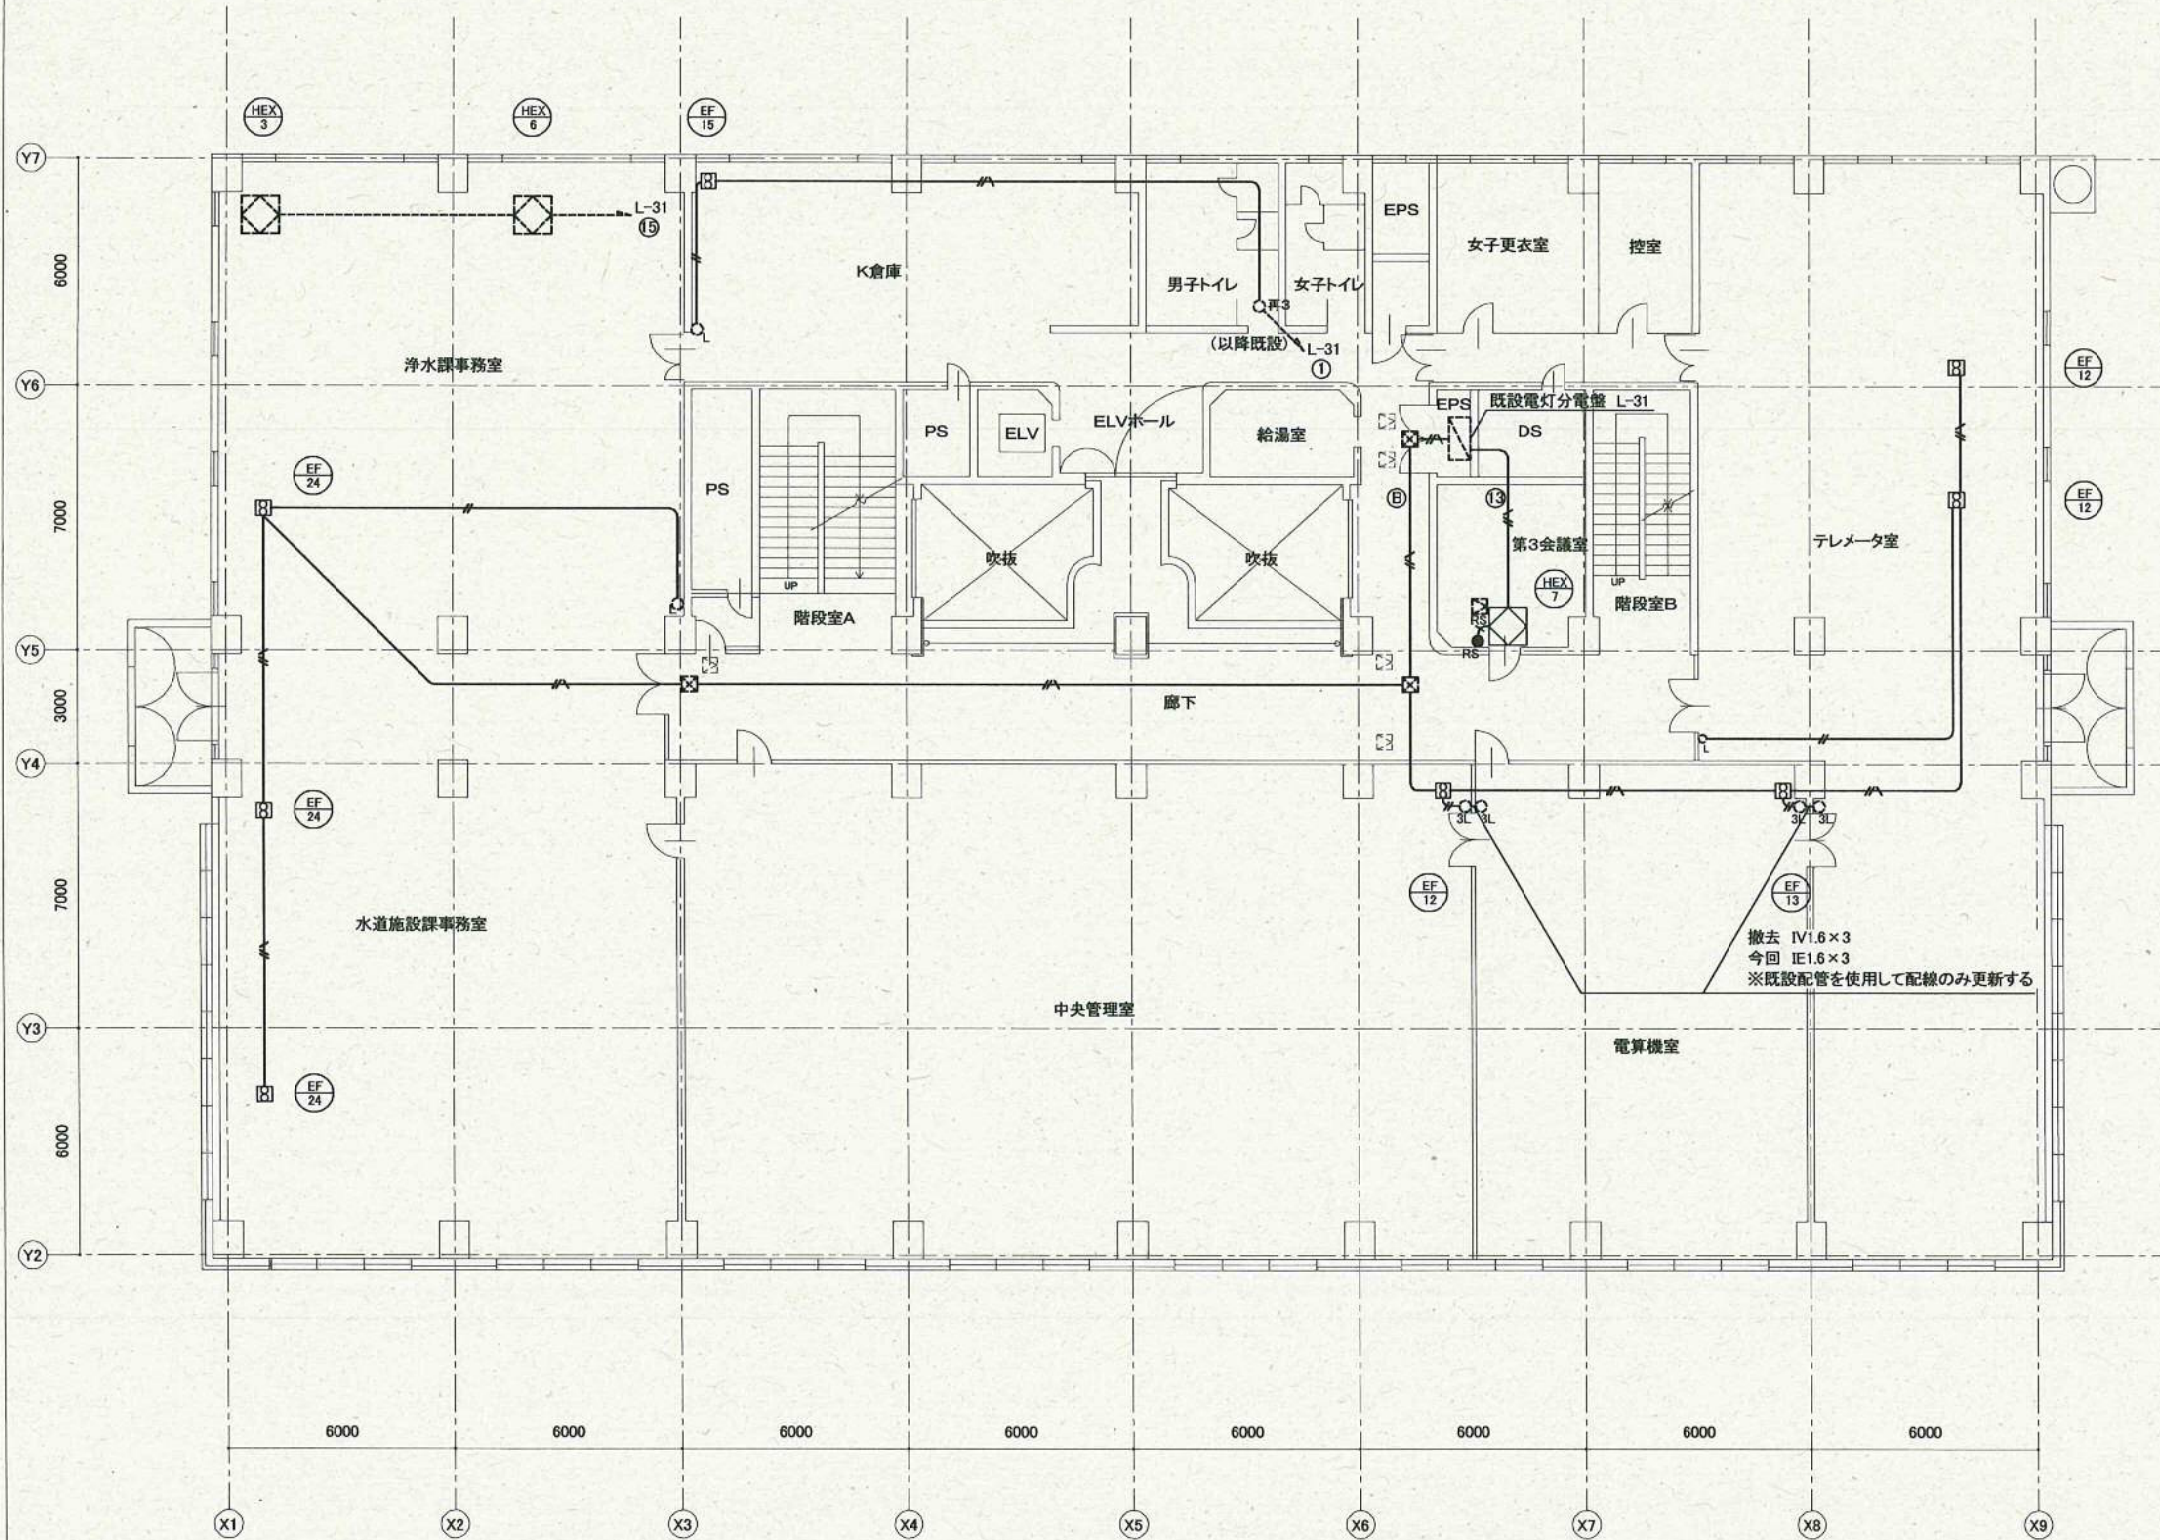 HEX
3
HEX
6
EF
15
Y7
L-31
⑮
EPS
女子更衣室
控室
K倉庫
男子トイレ
女子トイレ
再3
6000
L
(以降既設)
L-31
①
浄水課事務室
Y6
EF
12
EPS
既設電灯分電盤 L-31
PS
ELV
ELVホール
給湯室
DS
EF
24
PS
⑬
EF
12
7000
吹抜
吹抜
第3会議室
テレメータ室
UP
UP
HEX
7
L
階段室A
階段室B
RS
RS
Y5
3000
廊下
L
Y4
EF
24
3L
3L
3L
3L
7000
EF
12
EF
13
水道施設課事務室
撤去 IV1.6×3
今回 IE1.6×3
※既設配管を使用して配線のみ更新する
中央管理室
Y3
電算機室
EF
24
6000
Y2
6000
6000
6000
6000
6000
6000
6000
6000
X1
X2
X3
X4
X5
X6
X7
X8
X9